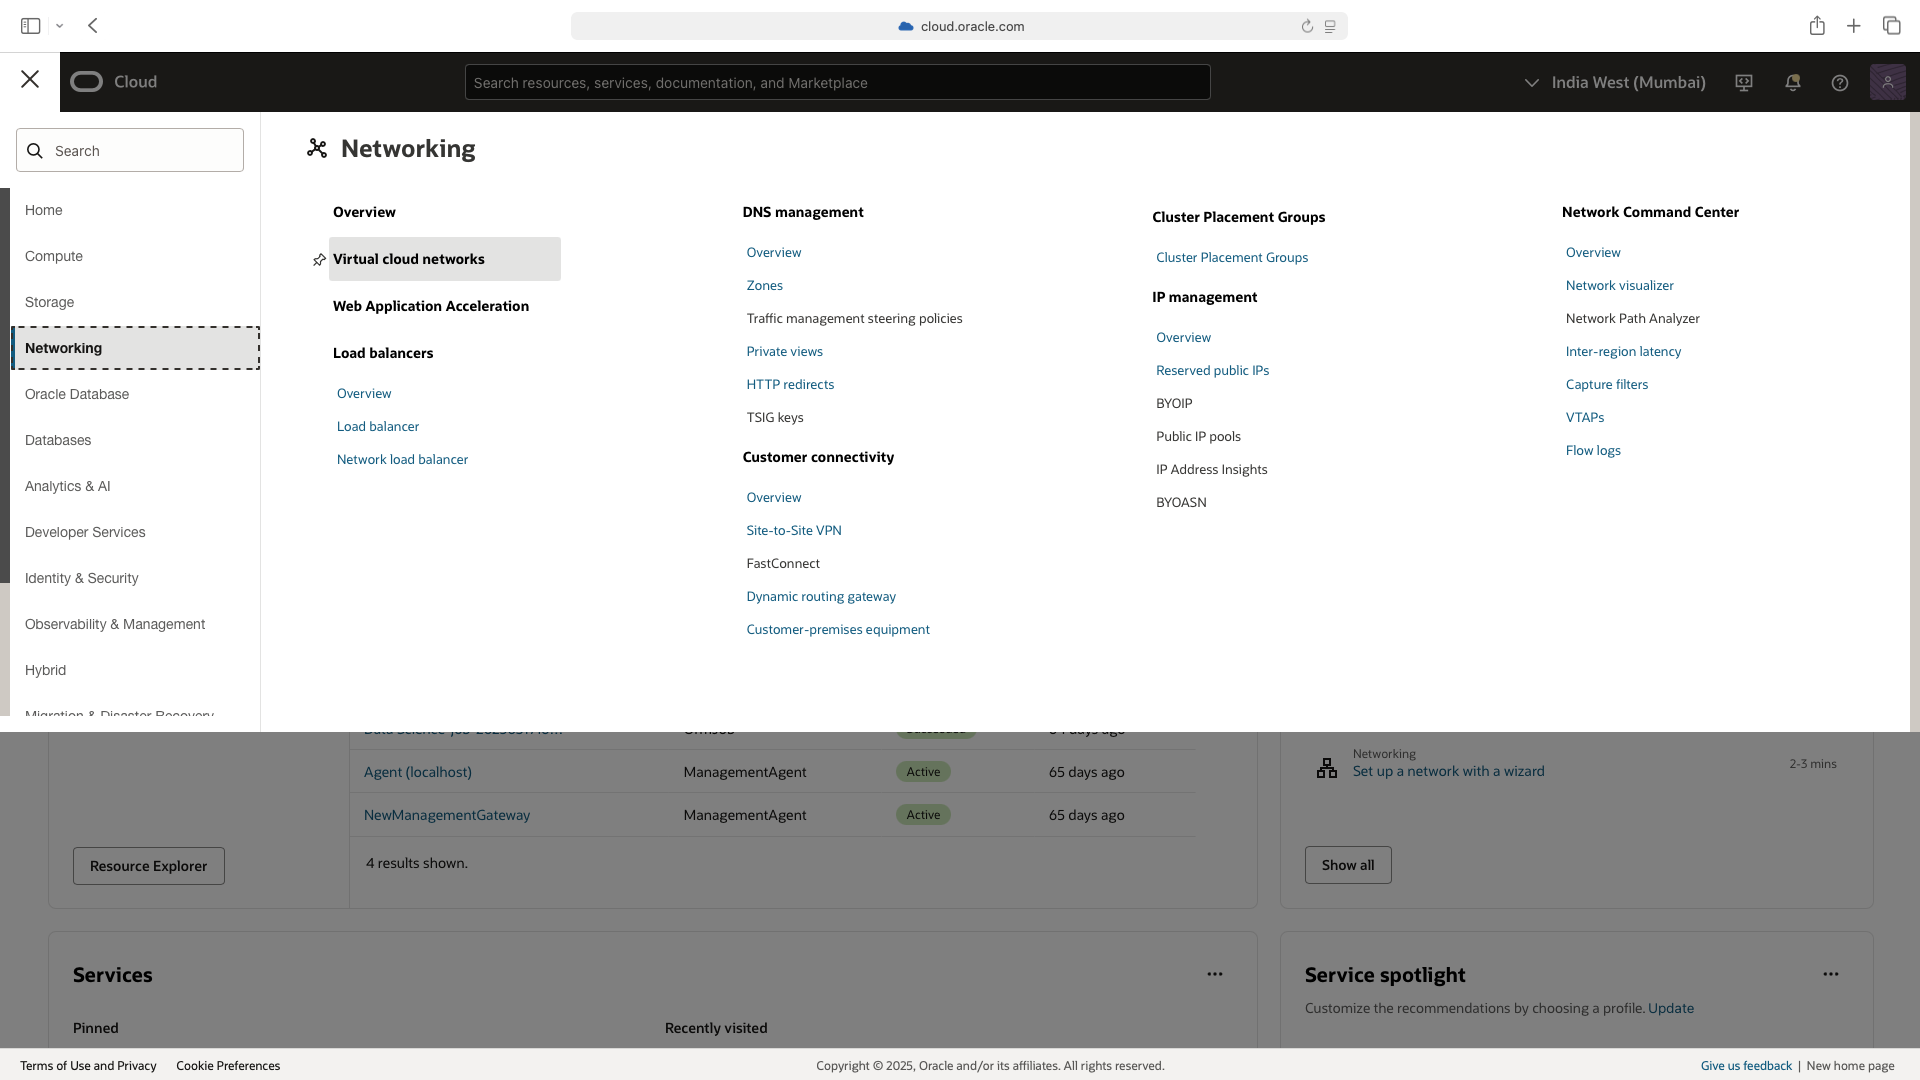 cloud.oracle.com
Cloud
Search resources, services, documentation, and Marketplace
India West (Mumbai)
Search
Home
Compute
Storage
Networking
Oracle Database
Databases
Analytics & AI
Developer Services
Identity & Security
Observability & Management
Hybrid
Migration & Disaster Recovery
Networking
Overview
Virtual cloud networks
Web Application Acceleration
Load balancers
Overview
Load balancer
Network load balancer
DNS management
Overview
Zones
Traffic management steering policies
Private views
HTTP redirects
TSIG keys
Customer connectivity
Overview
Site-to-Site VPN
FastConnect
Dynamic routing gateway
Customer-premises equipment
Cluster Placement Groups
Cluster Placement Groups
IP management
Overview
Reserved public IPs
BYOIP
Public IP pools
IP Address Insights
BYOASN
Network Command Center
Overview
Network visualizer
Network Path Analyzer
Inter-region latency
Capture filters
VTAPs
Flow logs
days ago
Agent (localhost) ManagementAgent Active 65 days ago
NewManagementGateway ManagementAgent Active 65 days ago
4 results shown.
Resource Explorer
Networking
Set up a network with a wizard
2-3 mins
Show all
Services
Pinned
Recently visited
Service spotlight
Customize the recommendations by choosing a profile. Update
Terms of Use and Privacy Cookie Preferences
Copyright © 2025, Oracle and/or its affiliates. All rights reserved.
Give us feedback | New home page